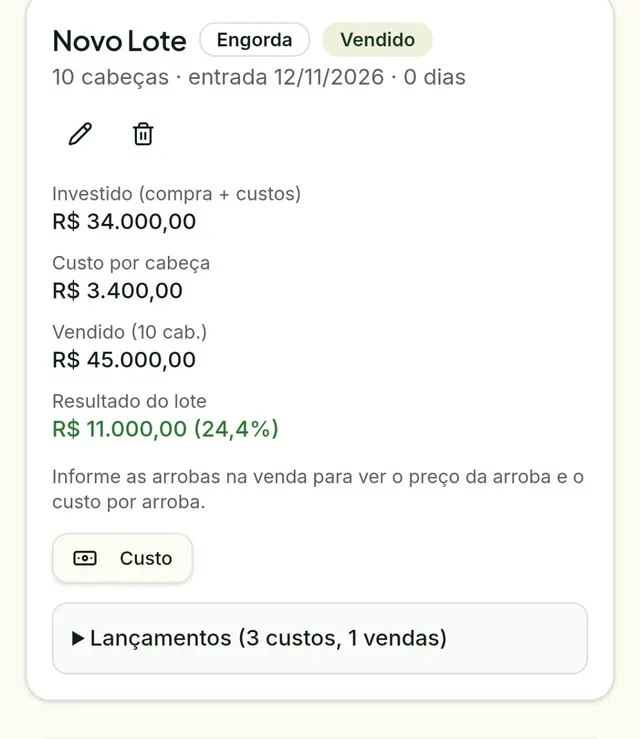 Novo Lote Engorda Vendido
10 cabeças · entrada 12/11/2026 · 0 dias
Investido (compra + custos)
R$ 34.000,00
Custo por cabeça
R$ 3.400,00
Vendido (10 cab.)
R$ 45.000,00
Resultado do lote
R$ 11.000,00 (24,4%)
Informe as arrobas na venda para ver o preço da arroba e o
custo por arroba.
Custo
Lançamentos (3 custos, 1 vendas)